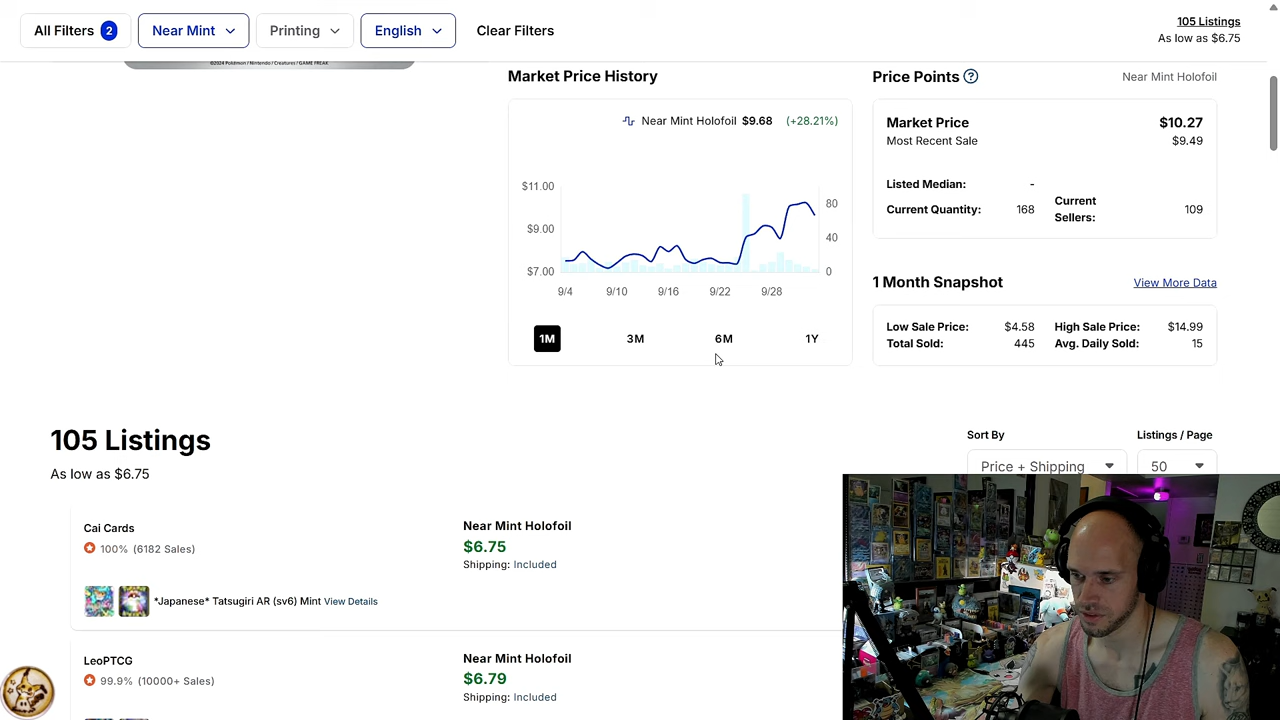 All Filters 2 Near Mint Printing English Clear Filters
105 Listings
As low as $6.75
©2024 Pokémon / Nintendo / Creatures / GAME FREAK
Market Price History
Near Mint Holofoil $9.68 (+28.21%)
$11.00
$9.00
$7.00
80
40
0
9/4 9/10 9/16 9/22 9/28
1M 3M 6M 1Y
Price Points ? Near Mint Holofoil
Market Price $10.27
Most Recent Sale $9.49
Listed Median: -
Current Quantity: 168
Current Sellers: 109
1 Month Snapshot View More Data
Low Sale Price: $4.58 High Sale Price: $14.99
Total Sold: 445 Avg. Daily Sold: 15
105 Listings
As low as $6.75
Sort By Listings / Page
Price + Shipping 50
Cai Cards
100% (6182 Sales)
Near Mint Holofoil
$6.75
Shipping: Included
*Japanese* Tatsugiri AR (sv6) Mint View Details
LeoPTCG
99.9% (10000+ Sales)
Near Mint Holofoil
$6.79
Shipping: Included